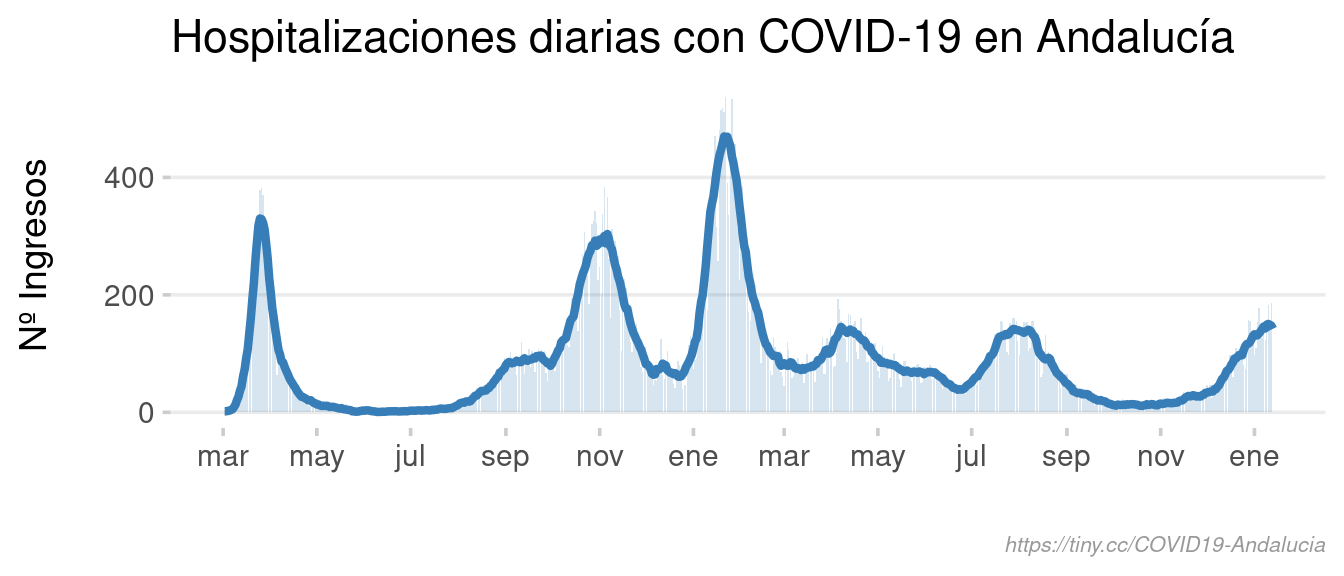 Hospitalizaciones diarias con COVID-19 en Andalucía
Nº Ingresos
400
200
0
mar may jul sep nov ene mar may jul sep nov ene
https://tiny.cc/COVID19-Andalucia